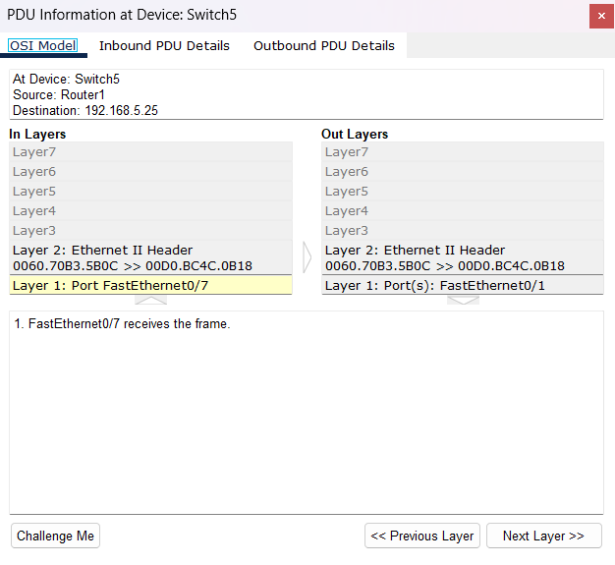 PDU Information at Device: Switch5
×
OSI Model Inbound PDU Details Outbound PDU Details
At Device: Switch5
Source: Router1
Destination: 192.168.5.25
In Layers
Layer7
Layer6
Layer5
Layer4
Layer3
Layer 2: Ethernet II Header
0060.70B3.5B0C >> 00D0.BC4C.0B18
Layer 1: Port FastEthernet0/7
Out Layers
Layer7
Layer6
Layer5
Layer4
Layer3
Layer 2: Ethernet II Header
0060.70B3.5B0C >> 00D0.BC4C.0B18
Layer 1: Port(s): FastEthernet0/1
1. FastEthernet0/7 receives the frame.
Challenge Me
<< Previous Layer
Next Layer >>